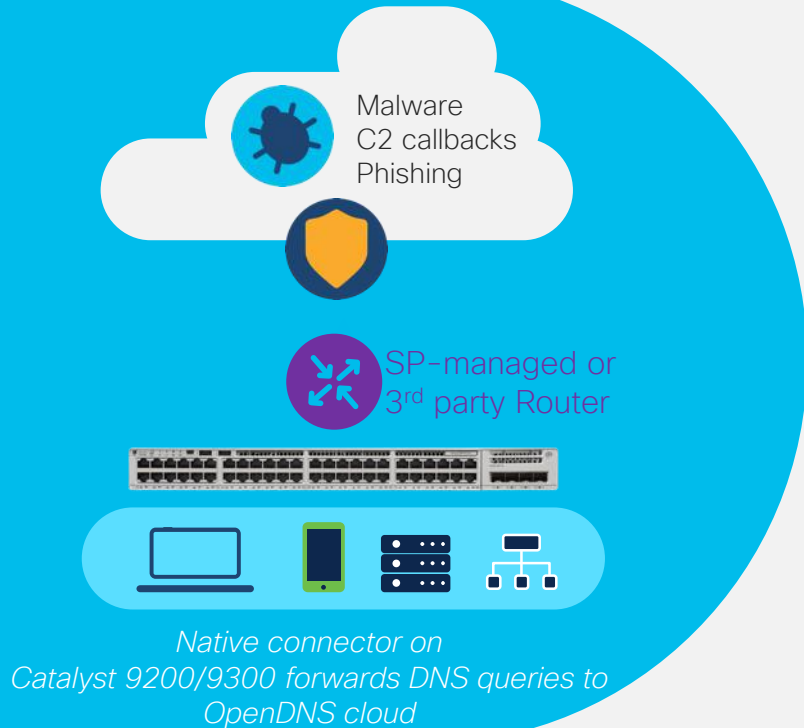 Malware
C2 callbacks
Phishing
SP-managed or
3rd party Router
Native connector on
Catalyst 9200/9300 forwards DNS queries to
OpenDNS cloud